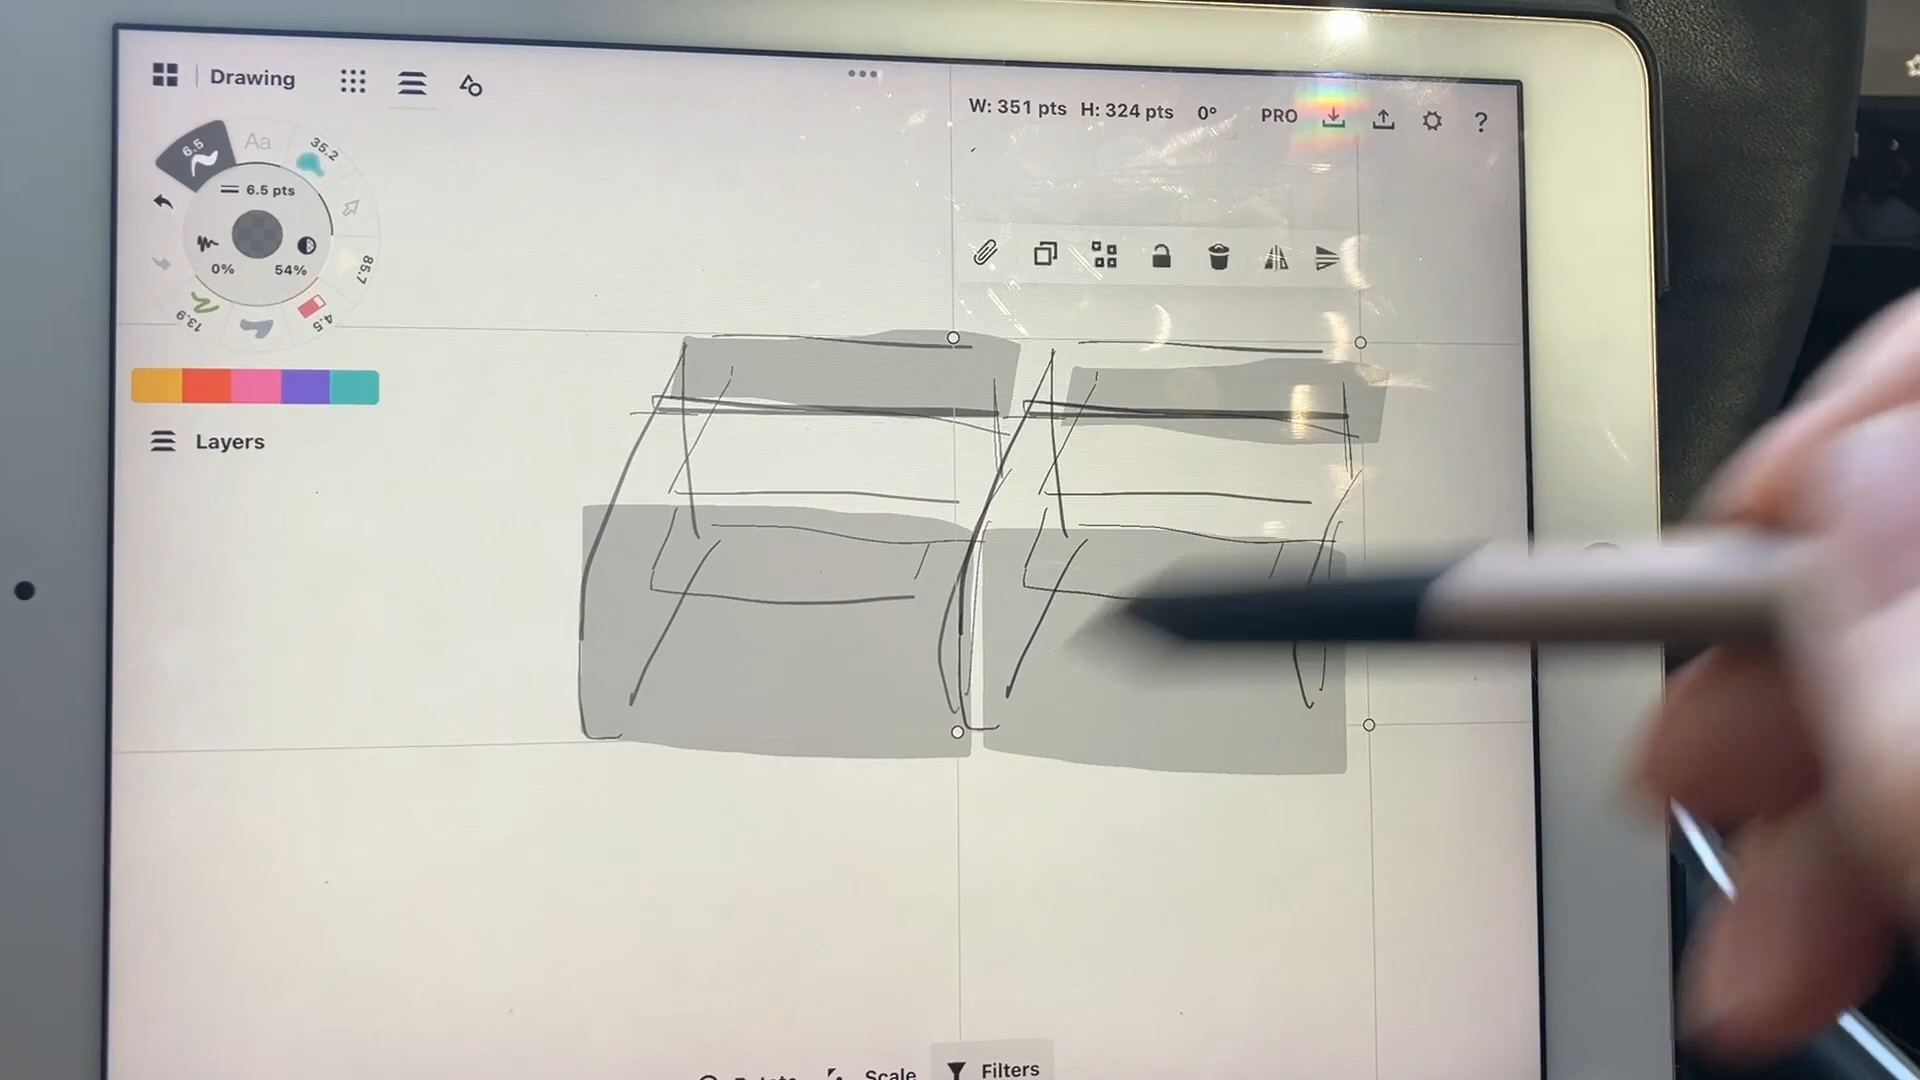 Drawing
W: 351 pts H: 324 pts 0°
PRO
?
6.5
Aa
35.2
6.5 pts
0%
54%
85.7
13.9
4.5
Layers
Scale
Filters